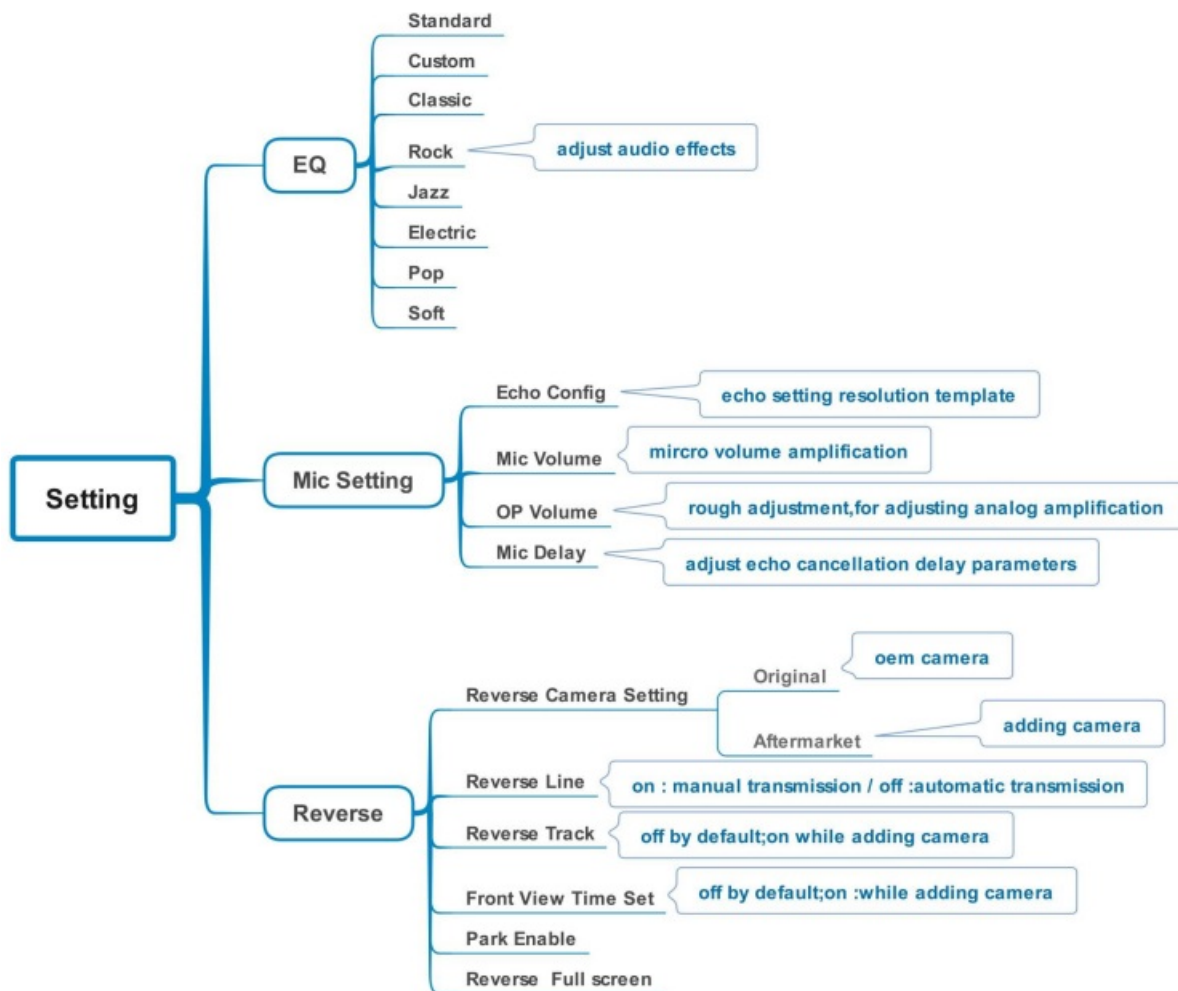 Setting
EQ
Standard
Custom
Classic
Rock
adjust audio effects
Jazz
Electric
Pop
Soft
Mic Setting
Echo Config
echo setting resolution template
Mic Volume
mircro volume amplification
OP Volume
rough adjustment,for adjusting analog amplification
Mic Delay
adjust echo cancellation delay parameters
Reverse
Reverse Camera Setting
Original
oem camera
Aftermarket
adding camera
Reverse Line
on : manual transmission / off :automatic transmission
Reverse Track
off by default;on while adding camera
Front View Time Set
off by default;on :while adding camera
Park Enable
Reverse Full screen